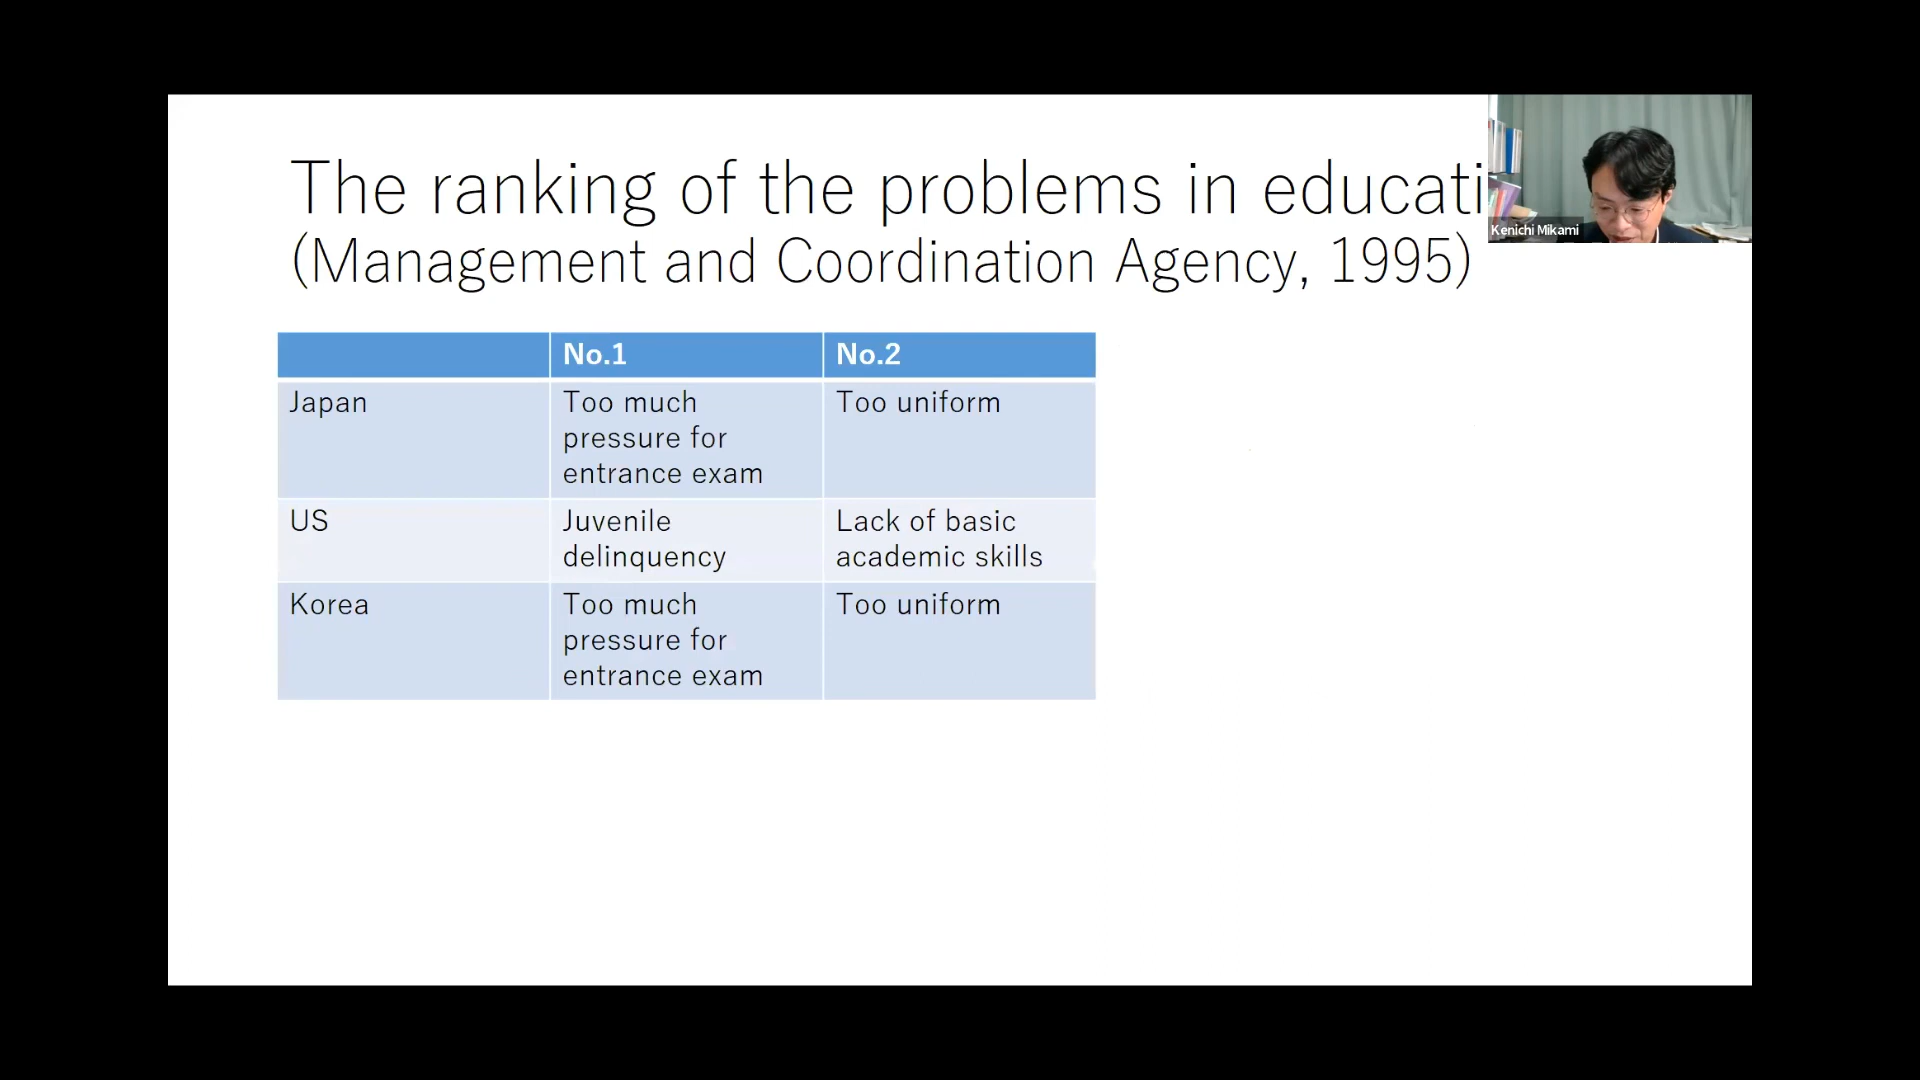 The ranking of the problems in educati
(Management and Coordination Agency, 1995)
Kenichi Mikami
No.1 No.2
Japan Too much pressure for entrance exam Too uniform
US Juvenile delinquency Lack of basic academic skills
Korea Too much pressure for entrance exam Too uniform